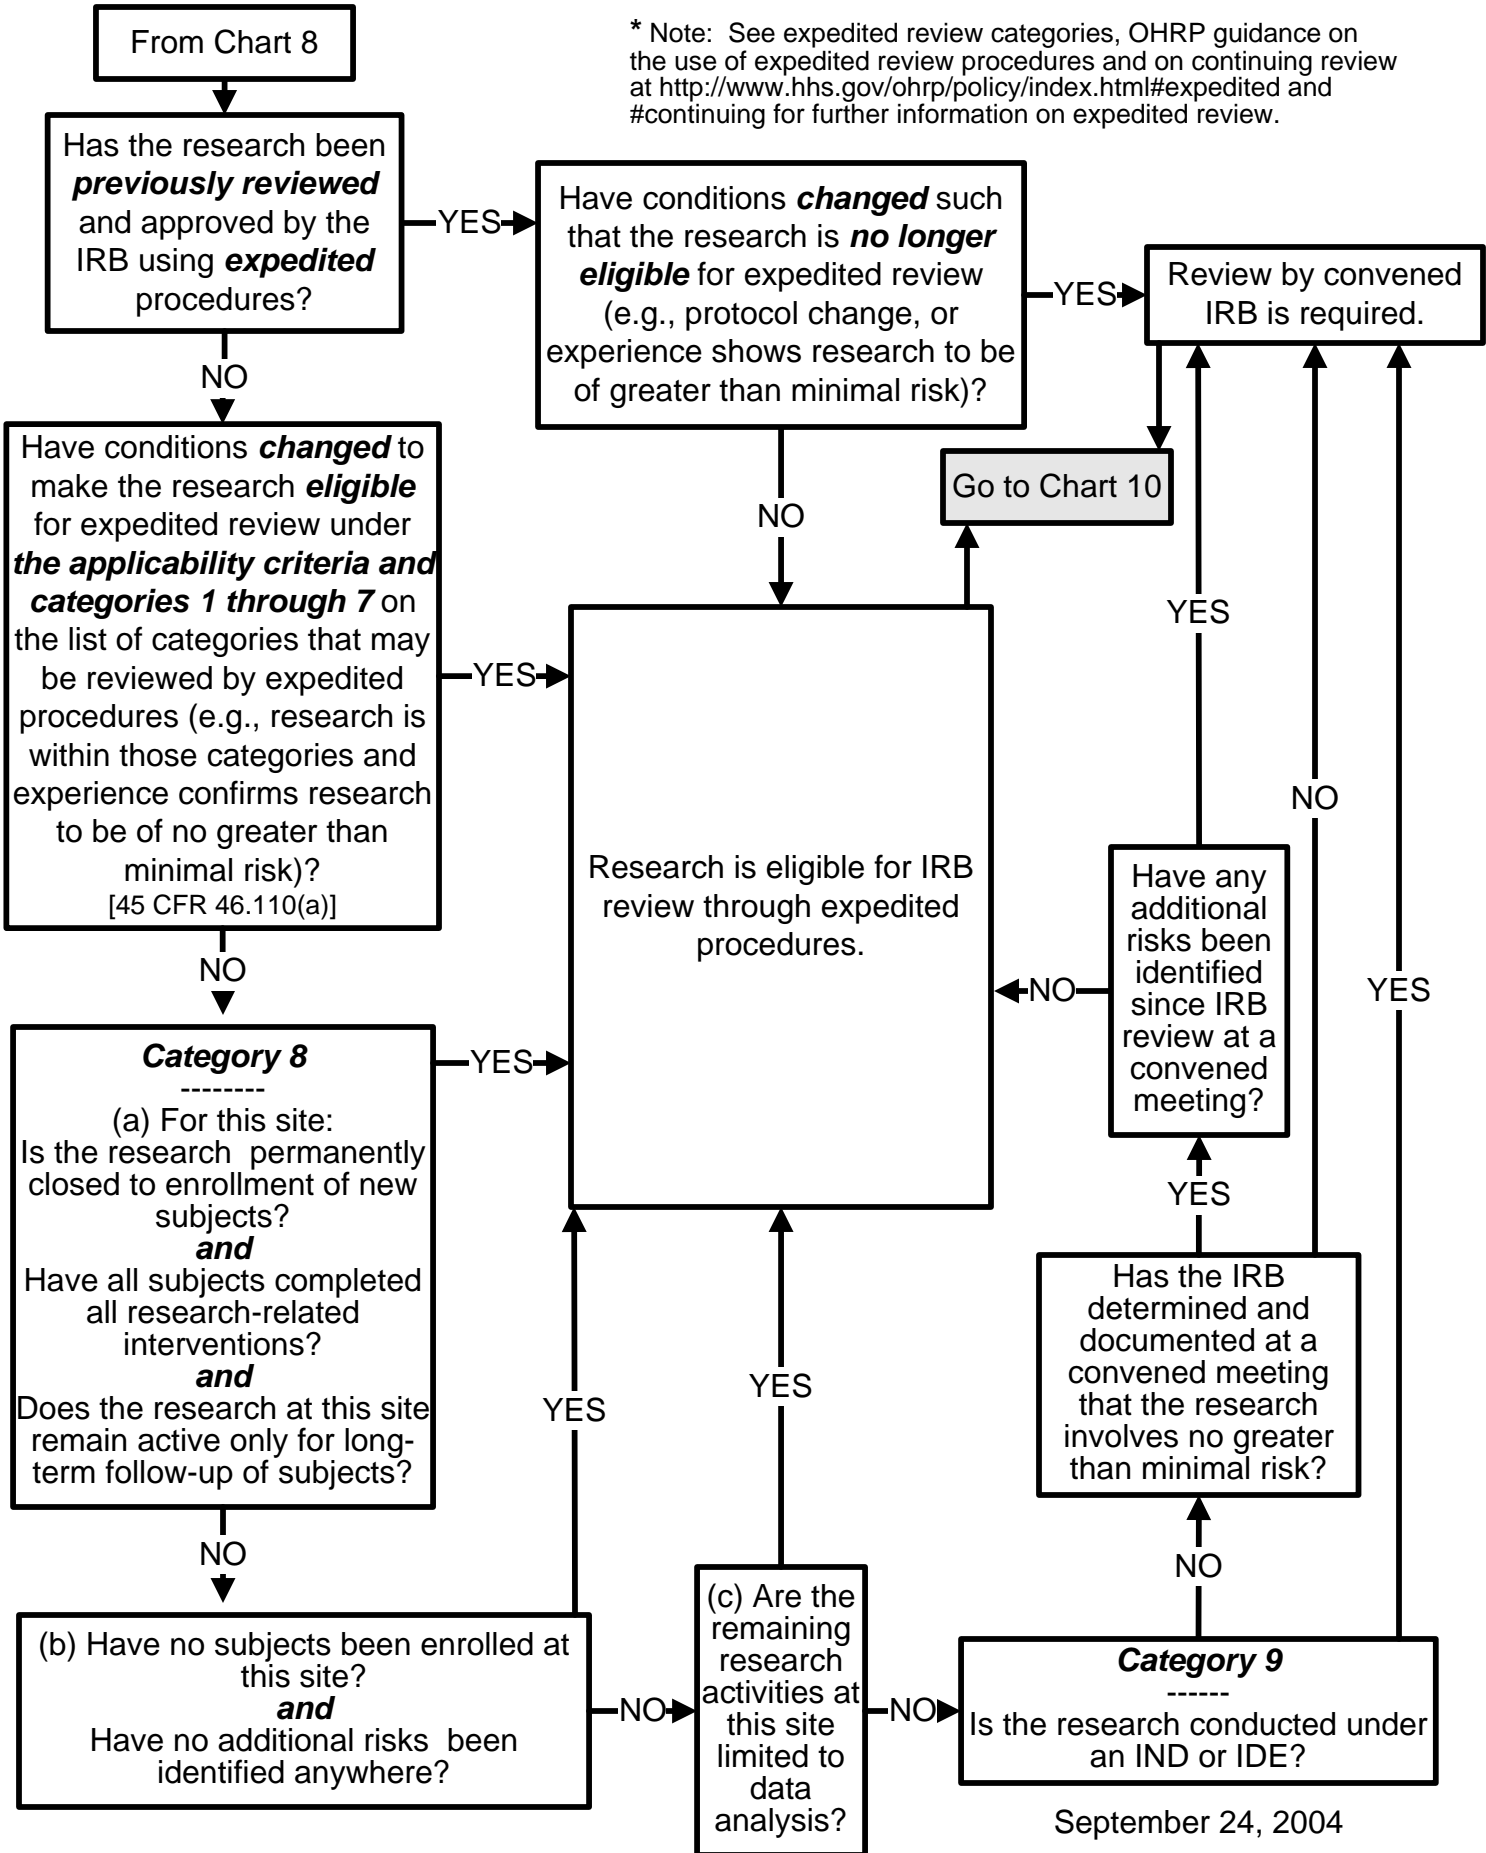 From Chart 8
* Note:  See expedited review categories, OHRP guidance on
the use of expedited review procedures and on continuing review
at http://www.hhs.gov/ohrp/policy/index.html#expedited and
#continuing for further information on expedited review.
Has the research been
previously reviewed
and approved by the
IRB using expedited
procedures?
YES
Have conditions changed such
that the research is no longer
eligible for expedited review
(e.g., protocol change, or
experience shows research to be
of greater than minimal risk)?
YES
Review by convened
IRB is required.
NO
NO
Go to Chart 10
Have conditions changed to
make the research eligible
for expedited review under
the applicability criteria and
categories 1 through 7 on
the list of categories that may
be reviewed by expedited
procedures (e.g., research is
within those categories and
experience confirms research
to be of no greater than
minimal risk)?
[45 CFR 46.110(a)]
YES
Research is eligible for IRB
review through expedited
procedures.
YES
NO
YES
Have any
additional
risks been
identified
since IRB
review at a
convened
meeting?
NO
NO
Category 8
--------
(a) For this site:
Is the research  permanently
closed to enrollment of new
subjects?
and
Have all subjects completed
all research-related
interventions?
and
Does the research at this site
remain active only for long-
term follow-up of subjects?
YES
YES
YES
YES
Has the IRB
determined and
documented at a
convened meeting
that the research
involves no greater
than minimal risk?
NO
NO
(b) Have no subjects been enrolled at
this site?
and
Have no additional risks  been
identified anywhere?
NO
(c) Are the
remaining
research
activities at
this site
limited to
data
analysis?
NO
Category 9
------
Is the research conducted under
an IND or IDE?
September 24, 2004